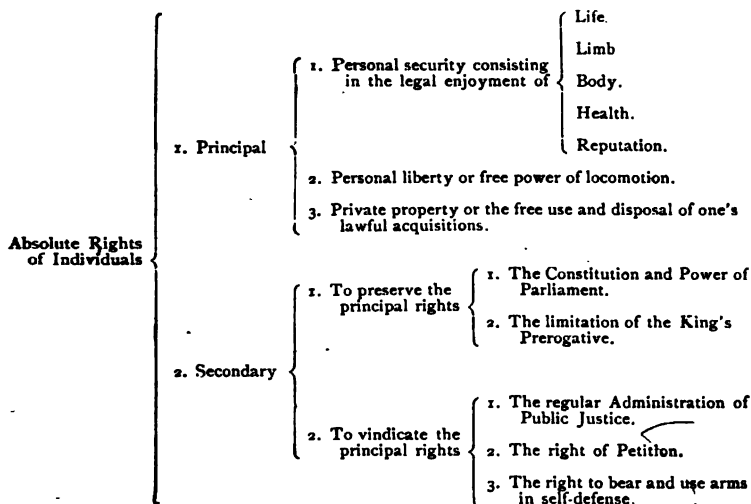 Absolute Rights
of Individuals
1. Principal
1. Personal security consisting
in the legal enjoyment of
Life.
Limb
Body.
Health.
Reputation.
2. Personal liberty or free power of locomotion.
3. Private property or the free use and disposal of one's
lawful acquisitions.
2. Secondary
1. To preserve the
principal rights
1. The Constitution and Power of
Parliament.
2. The limitation of the King's
Prerogative.
2. To vindicate the
principal rights
1. The regular Administration of
Public Justice.
2. The right of Petition.
3. The right to bear and use arms
in self-defense.